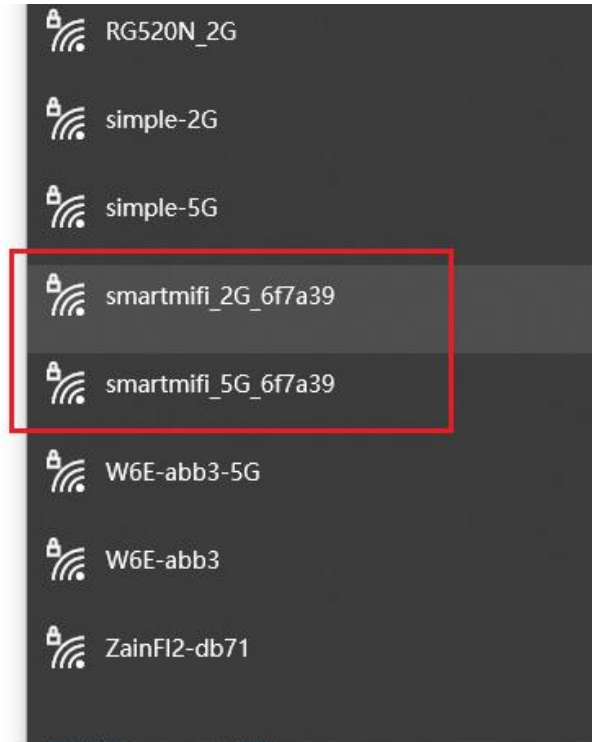 RG520N_2G
simple-2G
simple-5G
smartmifi_2G_6f7a39
smartmifi_5G_6f7a39
W6E-abb3-5G
W6E-abb3
ZainFI2-db71